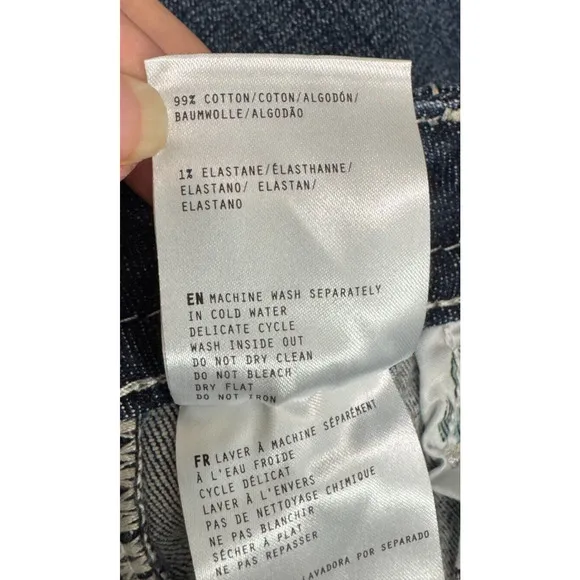 99% COTTON/COTON/ALGODÓN/
BAUMWOLLE/ALGODÃO
1% ELASTANE/ÉLASTHANNE/
ELASTANO/ ELASTAN/
ELASTANO
EN MACHINE WASH SEPARATELY
IN COLD WATER
DELICATE CYCLE
WASH INSIDE OUT
DO NOT DRY CLEAN
DO NOT BLEACH
DRY FLAT
DO NOT IRON
FR LAVER À MACHINE SÉPARÉMENT
À L'EAU FROIDE
CYCLE DÉLICAT
LAVER À L'ENVERS
PAS DE NETTOYAGE CHIMIQUE
NE PAS BLANCHIR
SÉCHER À PLAT
NE PAS REPASSER
LAVADORA POR SEPARADO